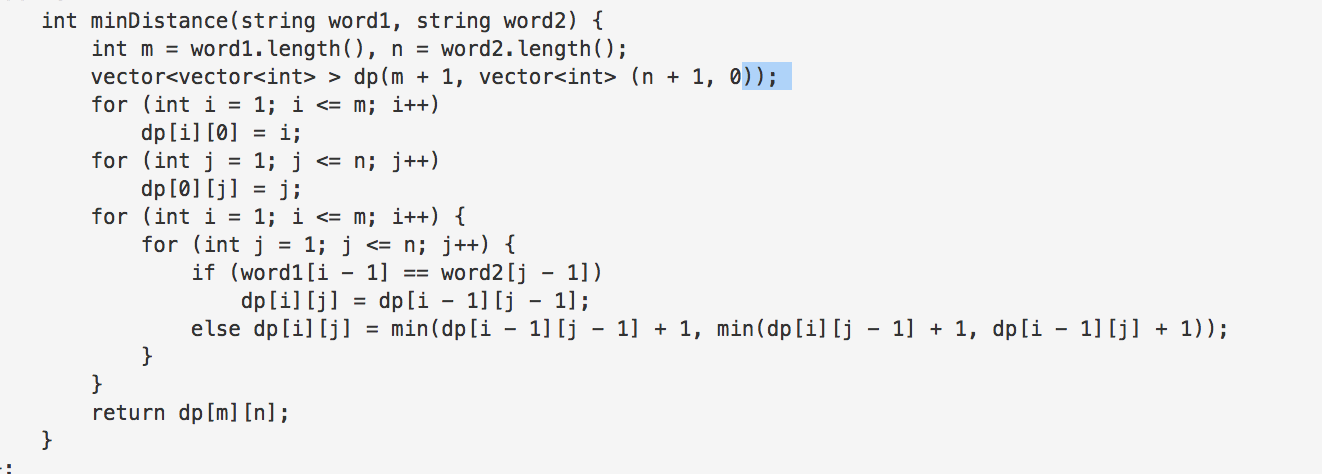 int minDistance(string word1, string word2) {
    int m = word1.length(), n = word2.length();
    vector<vector<int> > dp(m + 1, vector<int> (n + 1, 0));
    for (int i = 1; i <= m; i++)
        dp[i][0] = i;
    for (int j = 1; j <= n; j++)
        dp[0][j] = j;
    for (int i = 1; i <= m; i++) {
        for (int j = 1; j <= n; j++) {
            if (word1[i - 1] == word2[j - 1])
                dp[i][j] = dp[i - 1][j - 1];
            else dp[i][j] = min(dp[i - 1][j - 1] + 1, min(dp[i][j - 1] + 1, dp[i - 1][j] + 1));
        }
    }
    return dp[m][n];
}